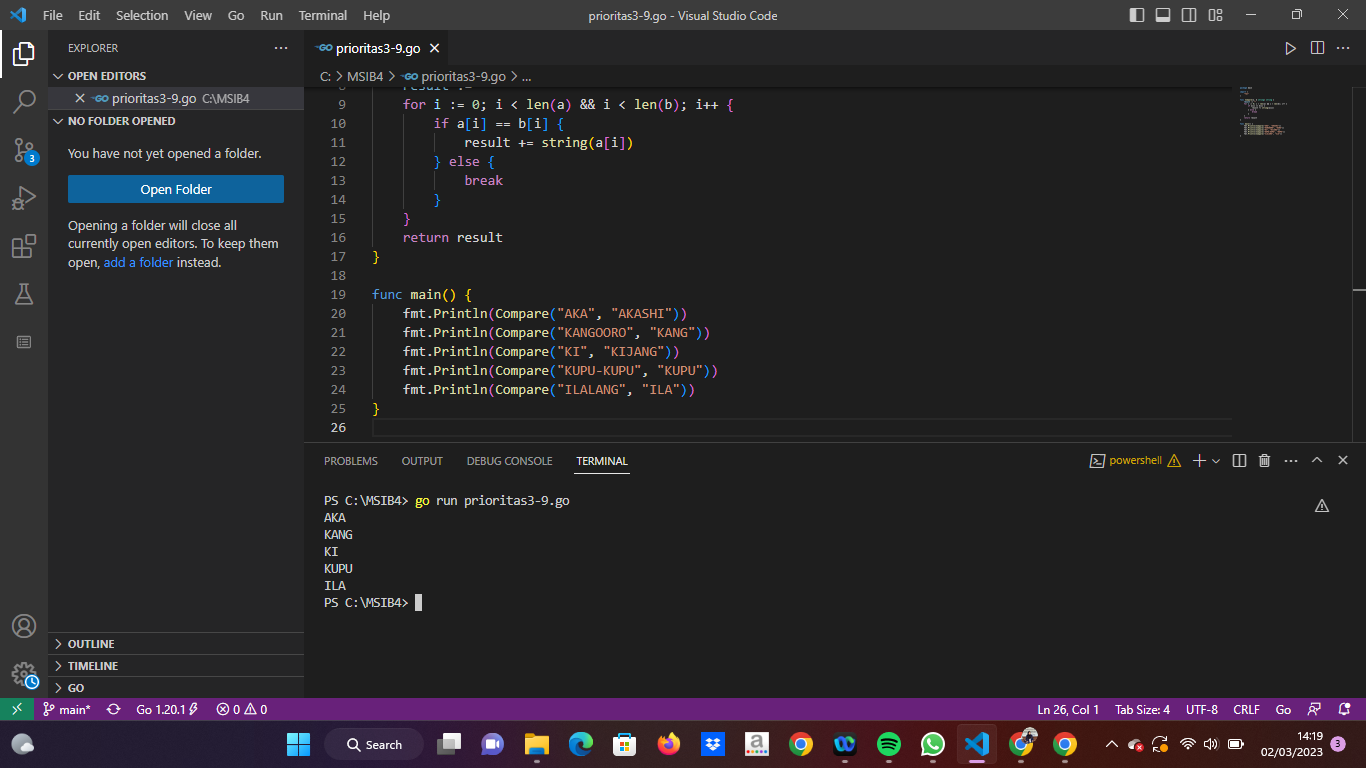 File Edit Selection View Go Run Terminal Help
prioritas3-9.go - Visual Studio Code
EXPLORER
OPEN EDITORS
GO prioritas3-9.go C:\MSIB4
NO FOLDER OPENED
You have not yet opened a folder.
Open Folder
Opening a folder will close all
currently open editors. To keep them
open, add a folder instead.
3
OUTLINE
TIMELINE
GO
GO prioritas3-9.go
C: > MSIB4 > GO prioritas3-9.go > ...
9 for i := 0; i < len(a) && i < len(b); i++ {
10 if a[i] == b[i] {
11 result += string(a[i])
12 } else {
13 break
14 }
15 }
16 return result
17 }
18
19 func main() {
20 fmt.Println(Compare("AKA", "AKASHI"))
21 fmt.Println(Compare("KANGOORO", "KANG"))
22 fmt.Println(Compare("KI", "KIJANG"))
23 fmt.Println(Compare("KUPU-KUPU", "KUPU"))
24 fmt.Println(Compare("ILALANG", "ILA"))
25 }
26
PROBLEMS OUTPUT DEBUG CONSOLE TERMINAL
powershell
PS C:\MSIB4> go run prioritas3-9.go
AKA
KANG
KI
KUPU
ILA
PS C:\MSIB4>
main* Go 1.20.1 0 0
Ln 26, Col 1 Tab Size: 4 UTF-8 CRLF Go
Search
a
14:19
02/03/2023
3